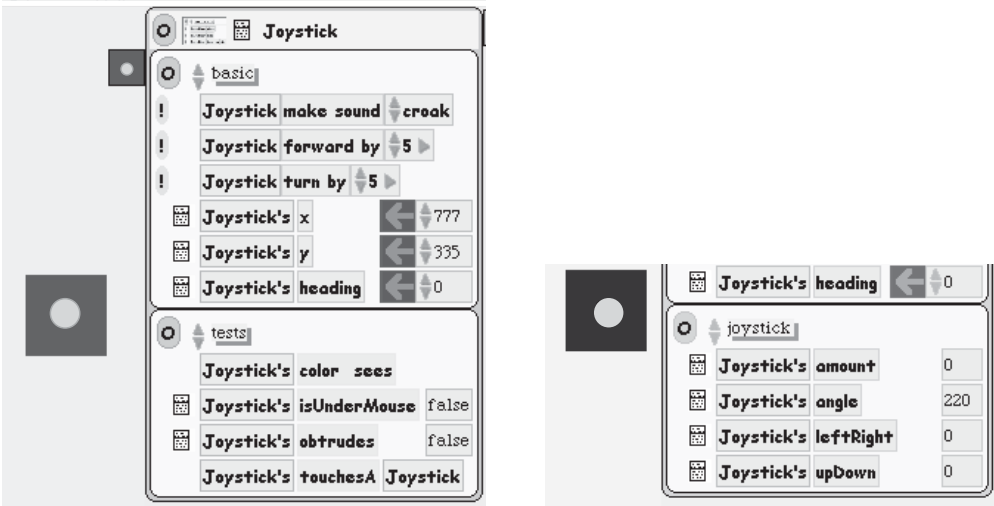 Joystick
basic
! Joystick make sound croak
! Joystick forward by 5
! Joystick turn by 5
Joystick's x 777
Joystick's y 335
Joystick's heading 0
tests
Joystick's color sees
Joystick's isUnderMouse false
Joystick's obtrudes false
Joystick's touchesA Joystick
Joystick's heading 0
joystick
Joystick's amount 0
Joystick's angle 220
Joystick's leftRight 0
Joystick's upDown 0